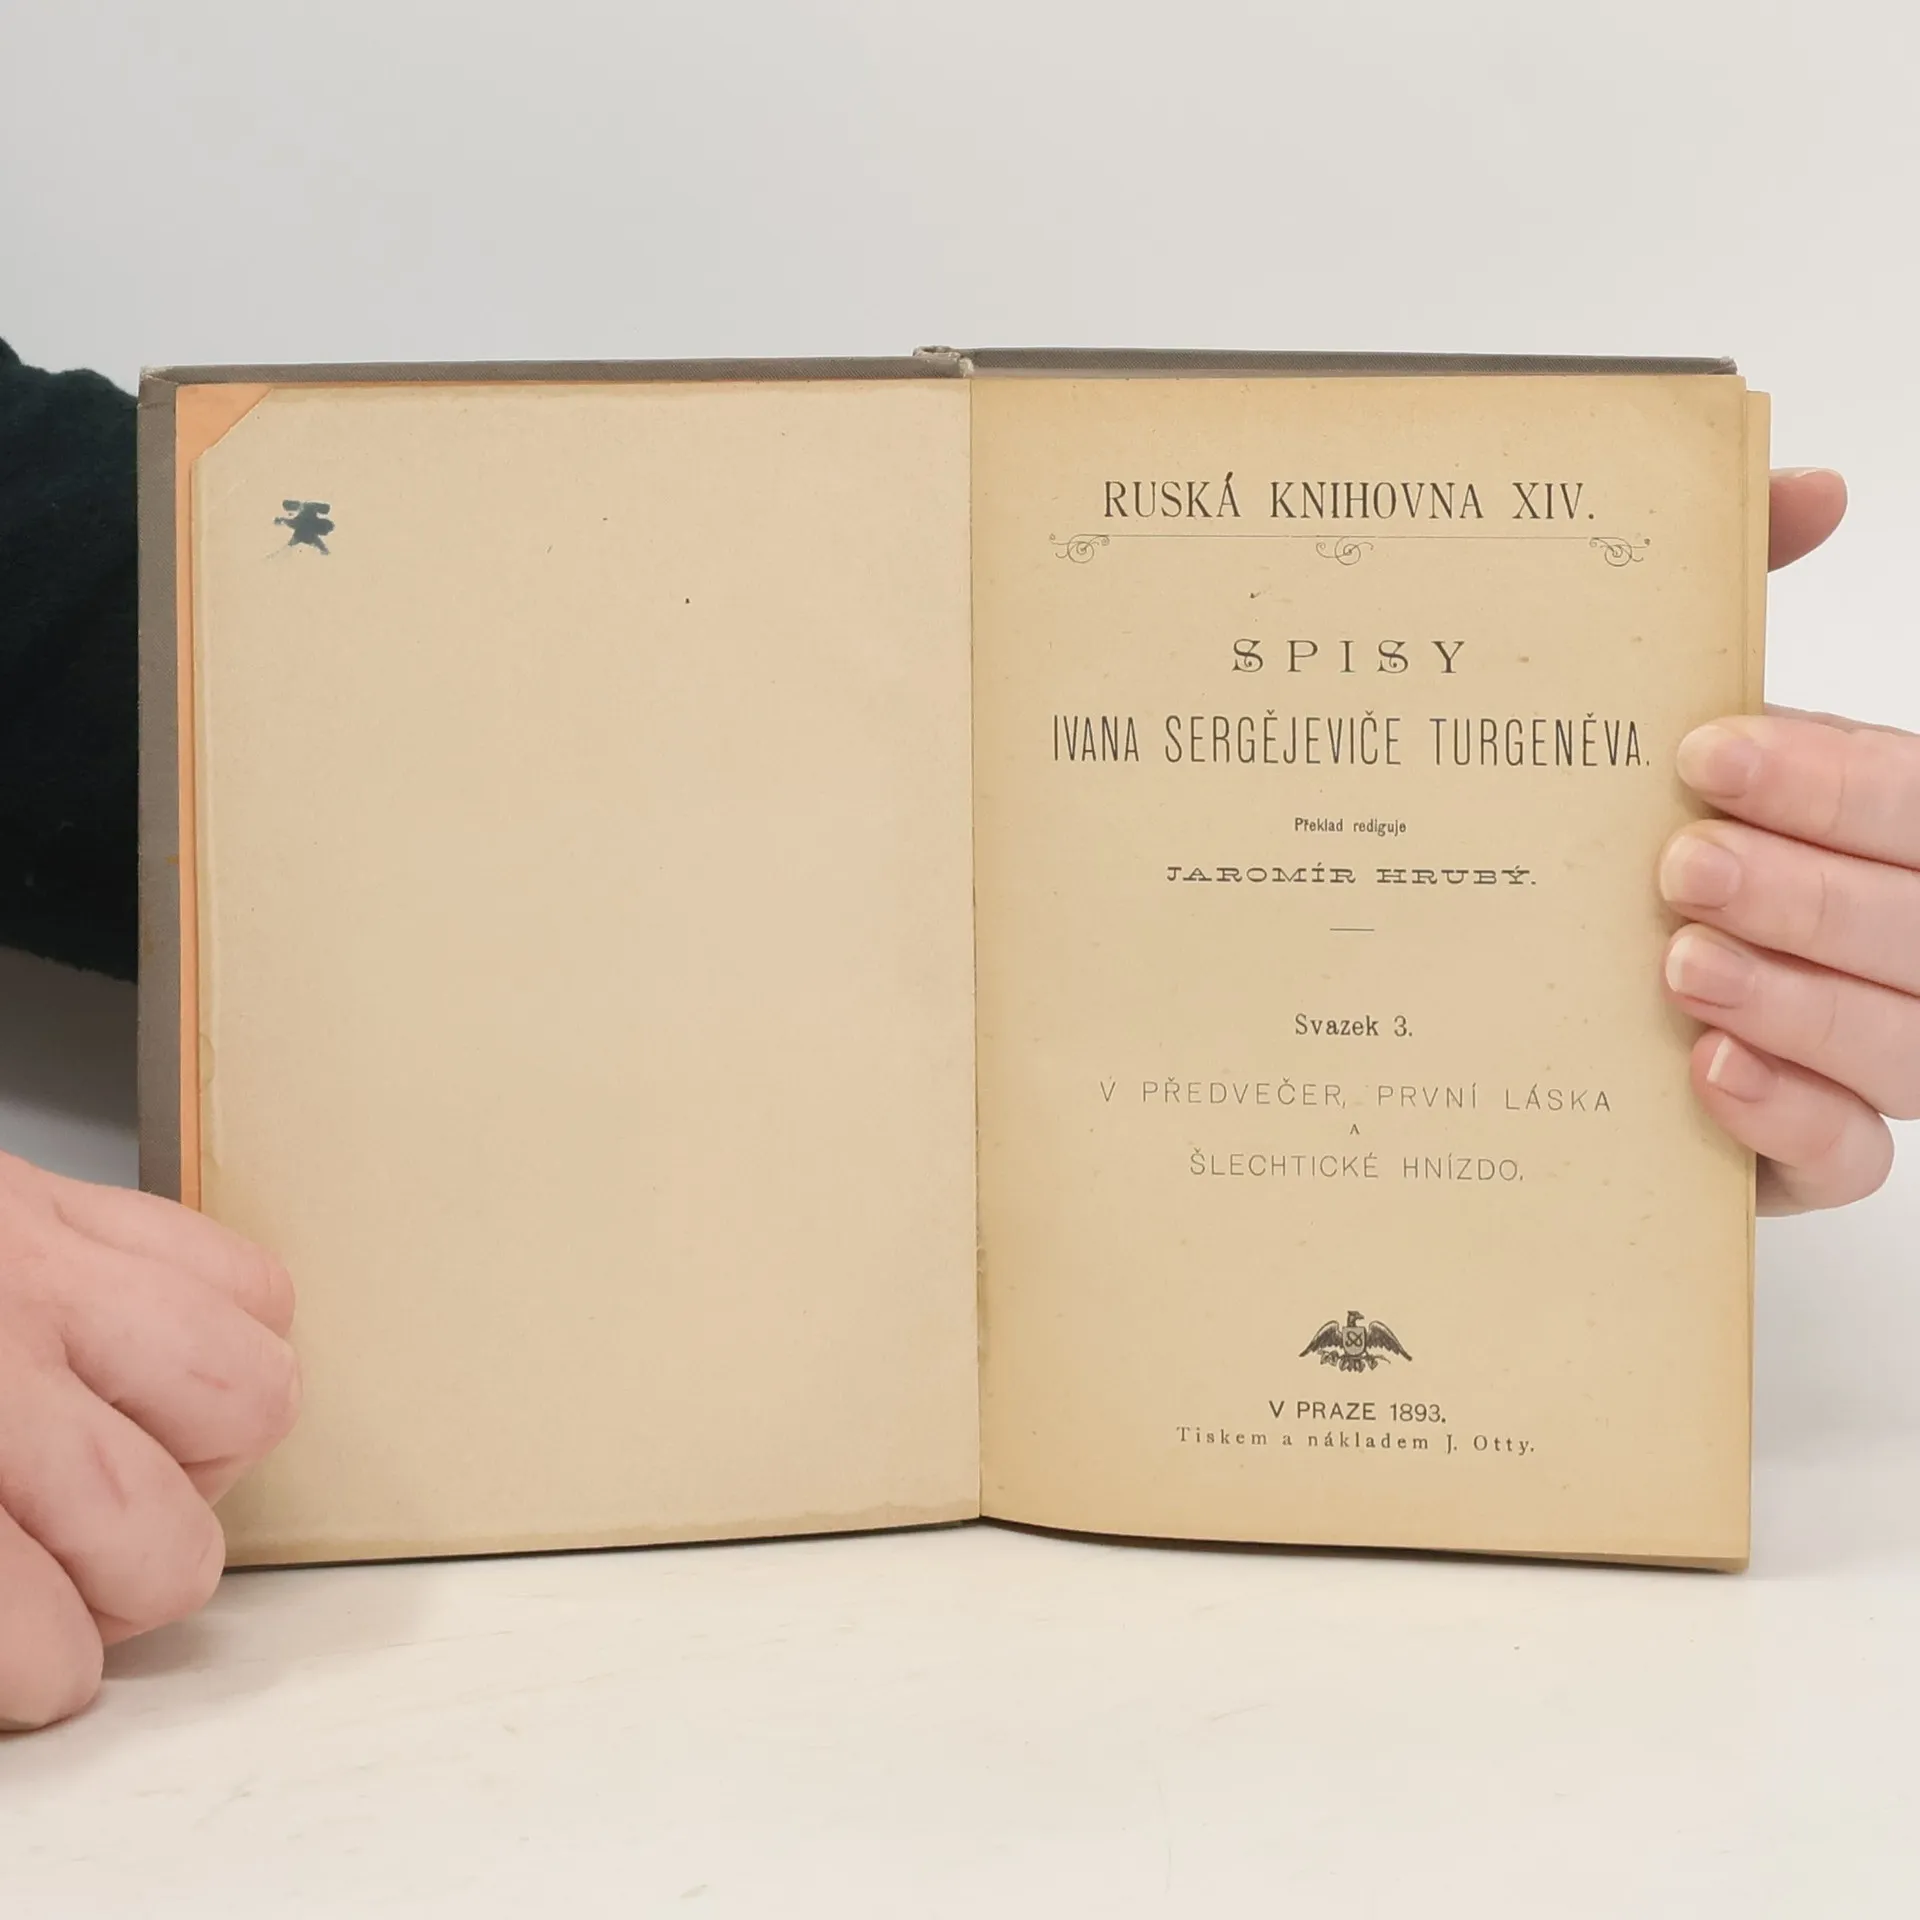 RUSKÁ KNIHOVNA XIV.
SPISY
IVANA SERGĚJEVIČE TURGENĚVA.
Překlad rediguje
JAROMÍR HRUBÝ.
Svazek 3.
V PŘEDVEČER, PRVNÍ LÁSKA
A
ŠLECHTICKÉ HNÍZDO.
V PRAZE 1893.
Tiskem a nákladem J. Otty.